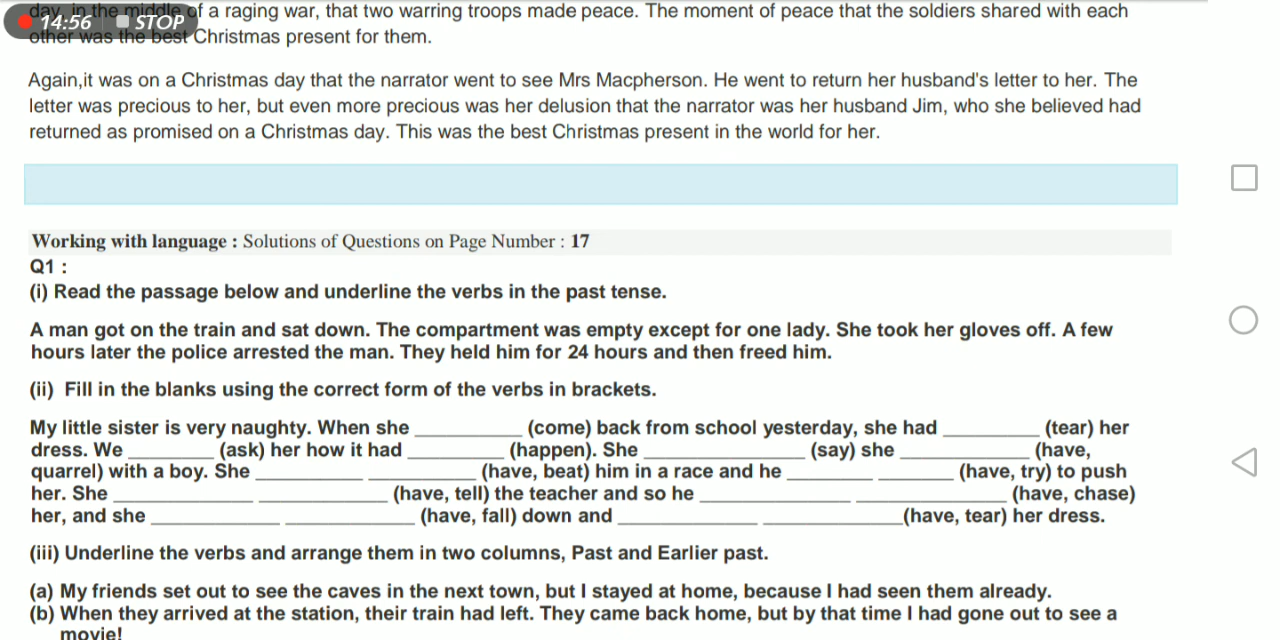 day, in the middle of a raging war, that two warring troops made peace. The moment of peace that the soldiers shared with each
14:56 STOP
other was the best Christmas present for them.
Again,it was on a Christmas day that the narrator went to see Mrs Macpherson. He went to return her husband's letter to her. The
letter was precious to her, but even more precious was her delusion that the narrator was her husband Jim, who she believed had
returned as promised on a Christmas day. This was the best Christmas present in the world for her.
Working with language : Solutions of Questions on Page Number : 17
Q1 :
(i) Read the passage below and underline the verbs in the past tense.
A man got on the train and sat down. The compartment was empty except for one lady. She took her gloves off. A few
hours later the police arrested the man. They held him for 24 hours and then freed him.
(ii) Fill in the blanks using the correct form of the verbs in brackets.
My little sister is very naughty. When she __________ (come) back from school yesterday, she had _________ (tear) her
dress. We ________ (ask) her how it had _________ (happen). She ____________ (say) she ____________ (have,
quarrel) with a boy. She __________ __________ (have, beat) him in a race and he ________ _______ (have, try) to push
her. She _____________ ____________ (have, tell) the teacher and so he ______________ ______________ (have, chase)
her, and she ____________ ____________ (have, fall) down and _____________ _____________(have, tear) her dress.
(iii) Underline the verbs and arrange them in two columns, Past and Earlier past.
(a) My friends set out to see the caves in the next town, but I stayed at home, because I had seen them already.
(b) When they arrived at the station, their train had left. They came back home, but by that time I had gone out to see a
movie!